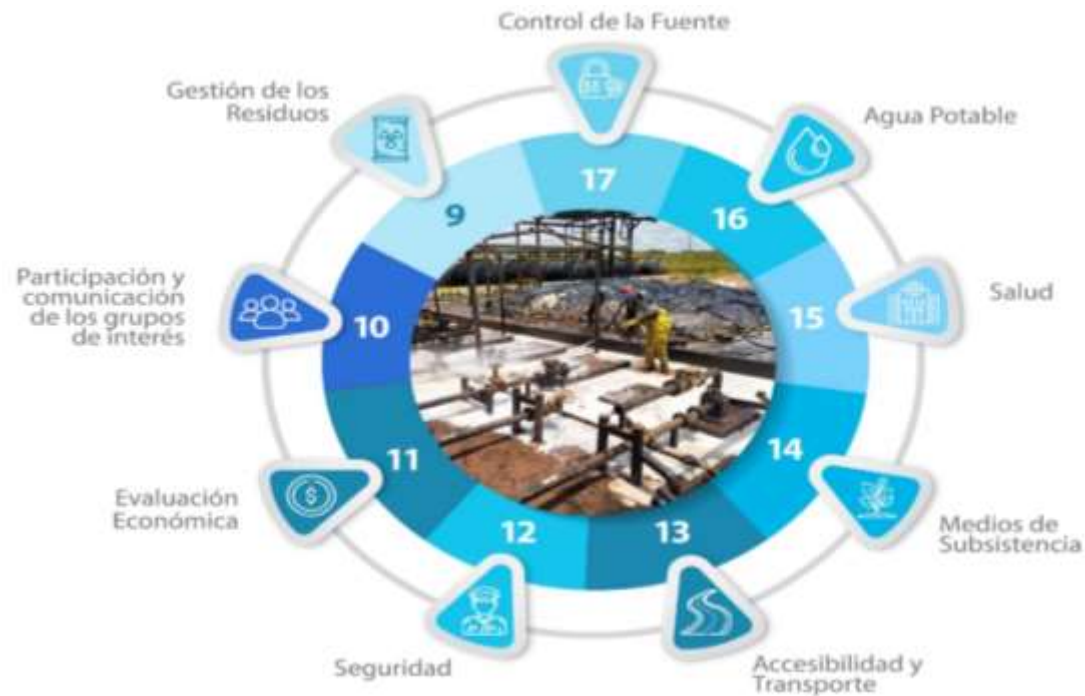 Control de la Fuente
Gestión de los
Residuos
Agua Potable
17
9
16
Participación y
comunicación
de los grupos
de interés
10
15
Salud
11
14
Evaluación
Económica
12
13
Medios de
Subsistencia
Seguridad
Accesibilidad y
Transporte